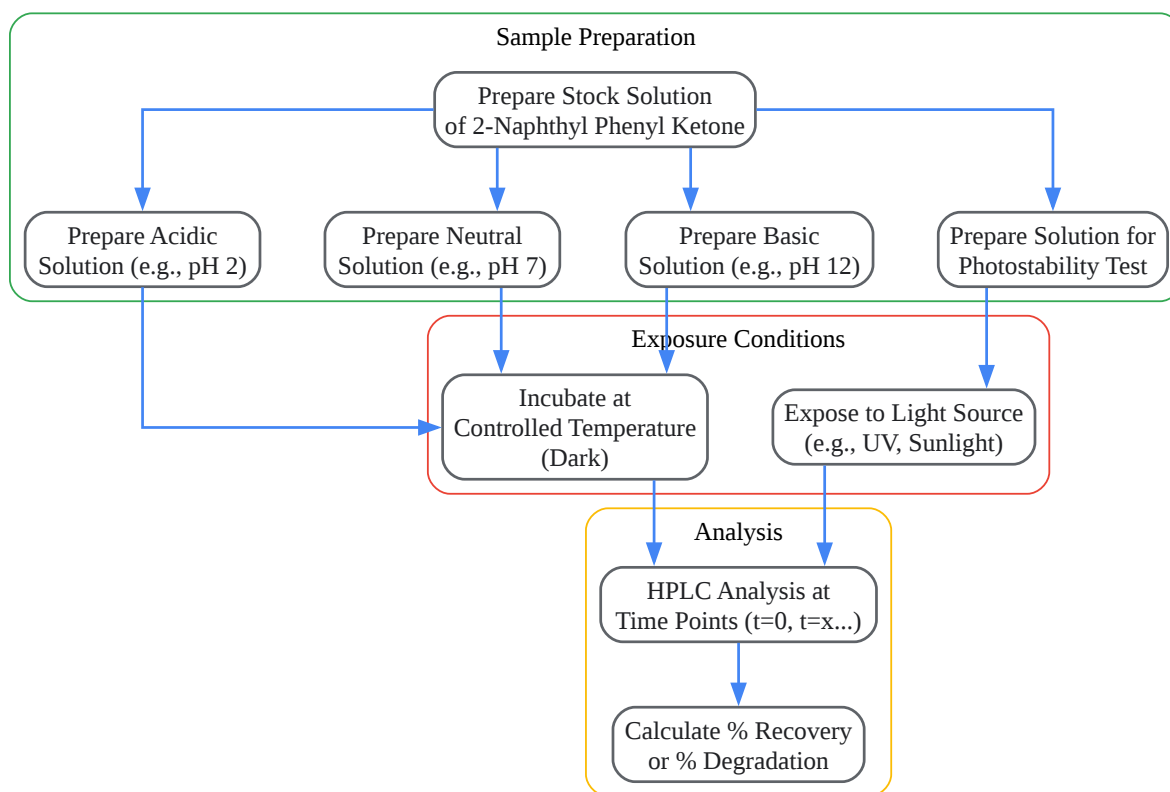 Sample Preparation
Prepare Stock Solution
of 2-Naphthyl Phenyl Ketone
Prepare Acidic
Solution (e.g., pH 2)
Prepare Neutral
Solution (e.g., pH 7)
Prepare Basic
Solution (e.g., pH 12)
Prepare Solution for
Photostability Test
Exposure Conditions
Incubate at
Controlled Temperature
(Dark)
Expose to Light Source
(e.g., UV, Sunlight)
Analysis
HPLC Analysis at
Time Points (t=0, t=x...)
Calculate % Recovery
or % Degradation